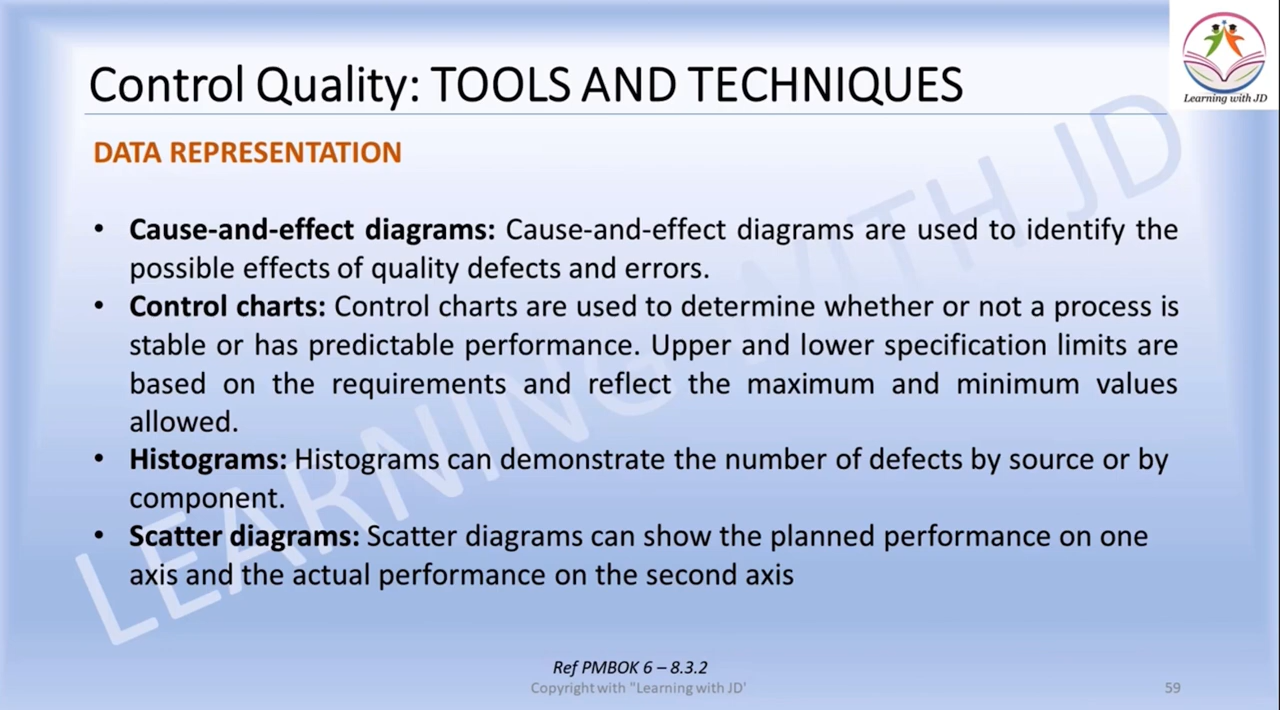 Learning with JD
Control Quality: TOOLS AND TECHNIQUES
DATA REPRESENTATION
• Cause-and-effect diagrams: Cause-and-effect diagrams are used to identify the
possible effects of quality defects and errors.
• Control charts: Control charts are used to determine whether or not a process is
stable or has predictable performance. Upper and lower specification limits are
based on the requirements and reflect the maximum and minimum values
allowed.
• Histograms: Histograms can demonstrate the number of defects by source or by
component.
• Scatter diagrams: Scatter diagrams can show the planned performance on one
axis and the actual performance on the second axis
LEARNING WITH JD
Ref PMBOK 6 – 8.3.2
Copyright with "Learning with JD'
59